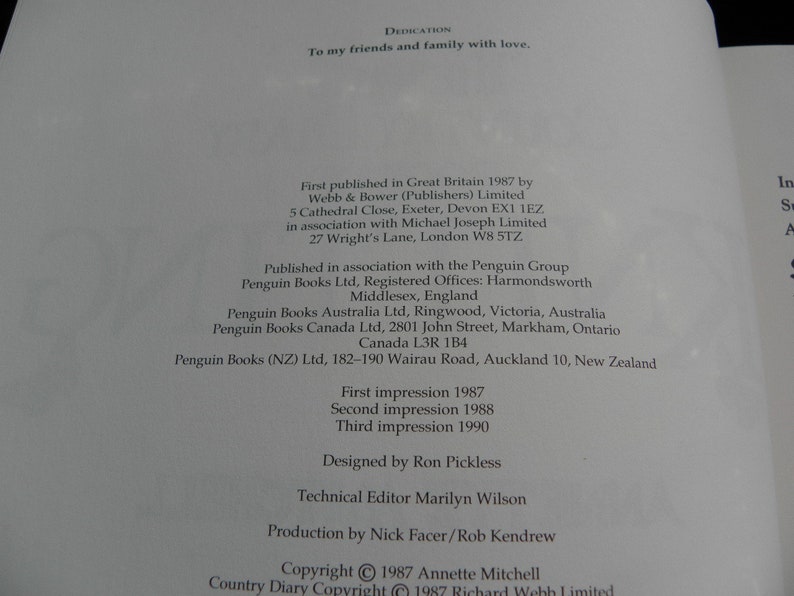 DEDICATION
To my friends and family with love.
First published in Great Britain 1987 by
Webb & Bower (Publishers) Limited
5 Cathedral Close, Exeter, Devon EX1 1EZ
in association with Michael Joseph Limited
27 Wright's Lane, London W8 5TZ
Published in association with the Penguin Group
Penguin Books Ltd, Registered Offices: Harmondsworth
Middlesex, England
Penguin Books Australia Ltd, Ringwood, Victoria, Australia
Penguin Books Canada Ltd, 2801 John Street, Markham, Ontario
Canada L3R 1B4
Penguin Books (NZ) Ltd, 182–190 Wairau Road, Auckland 10, New Zealand
First impression 1987
Second impression 1988
Third impression 1990
Designed by Ron Pickless
Technical Editor Marilyn Wilson
Production by Nick Facer/Rob Kendrew
Copyright © 1987 Annette Mitchell
Country Diary Copyright © 1987 Richard Webb Limited
In